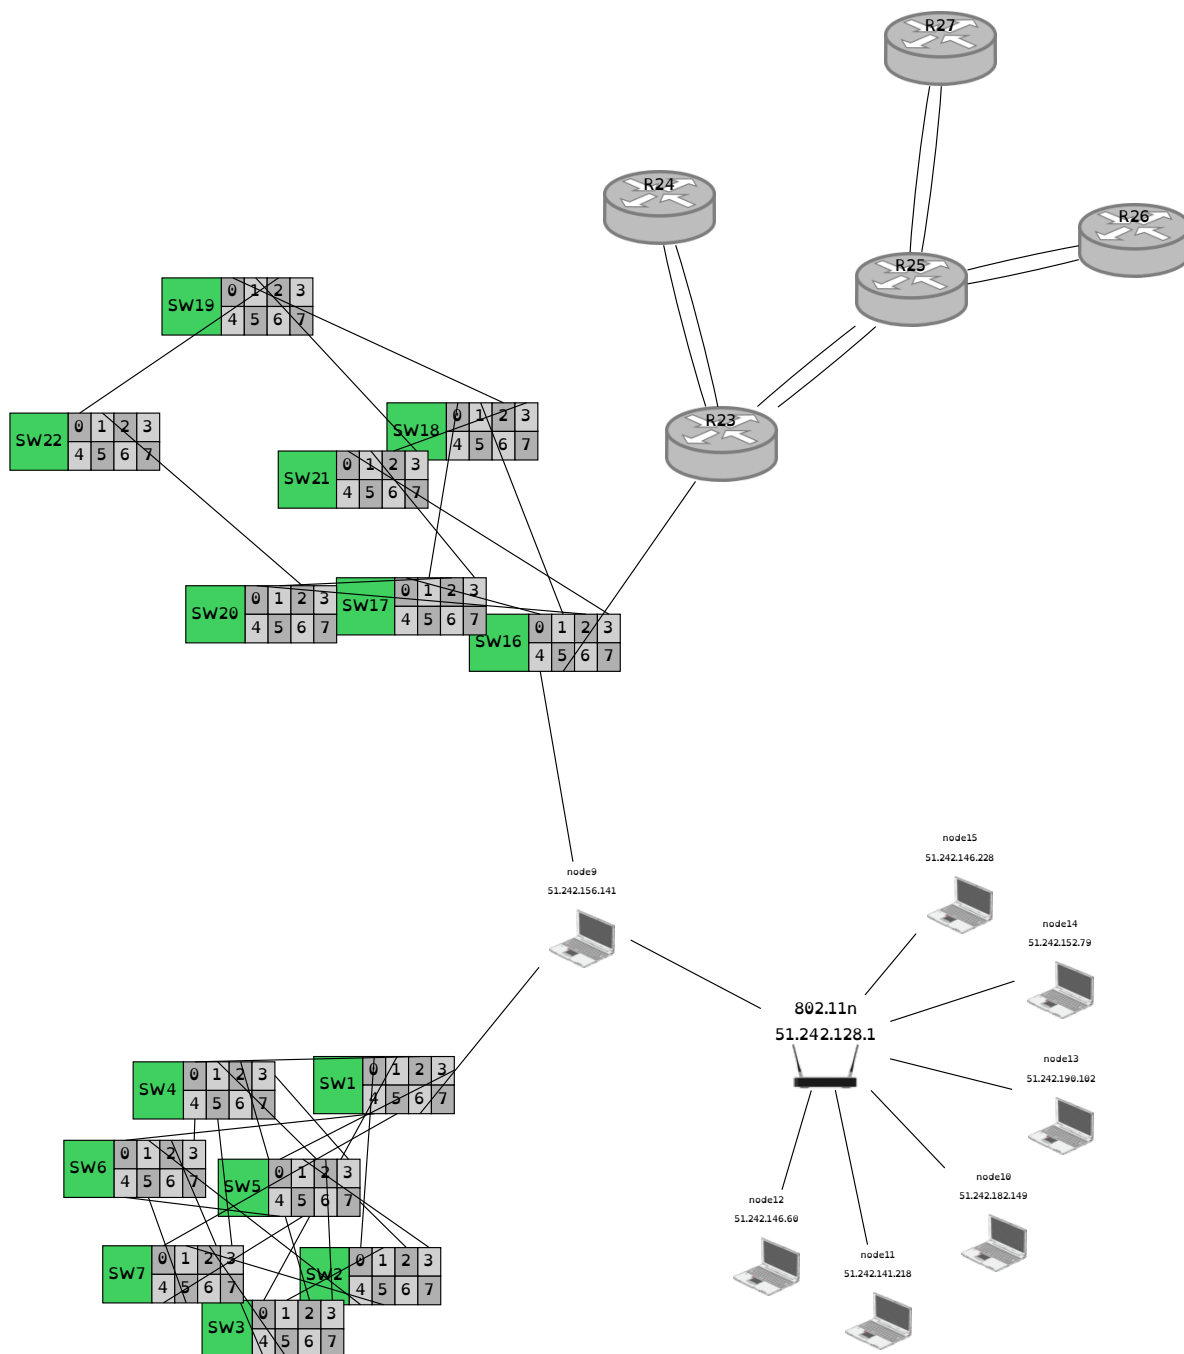 R27
R24
R26
R25
SW19 0 1 2 3
4 5 6 7
R23
SW22 0 1 2 3
4 5 6 7
SW18 0 1 2 3
4 5 6 7
SW21 0 1 2 3
4 5 6 7
SW20 0 1 2 3
4 5 6 7
SW17 0 1 2 3
4 5 6 7
SW16 0 1 2 3
4 5 6 7
node15
51.242.146.228
node9
51.242.156.141
node14
51.242.152.79
802.11n
51.242.128.1
node13
51.242.190.102
SW4 0 1 2 3
4 5 6 7
SW1 0 1 2 3
4 5 6 7
SW6 0 1 2 3
4 5 6 7
SW5 0 1 2 3
4 5 6 7
node10
51.242.182.149
node12
51.242.146.60
node11
51.242.141.218
SW7 0 1 2 3
4 5 6 7
SW2 0 1 2 3
4 5 6 7
SW3 0 1 2 3
4 5 6 7